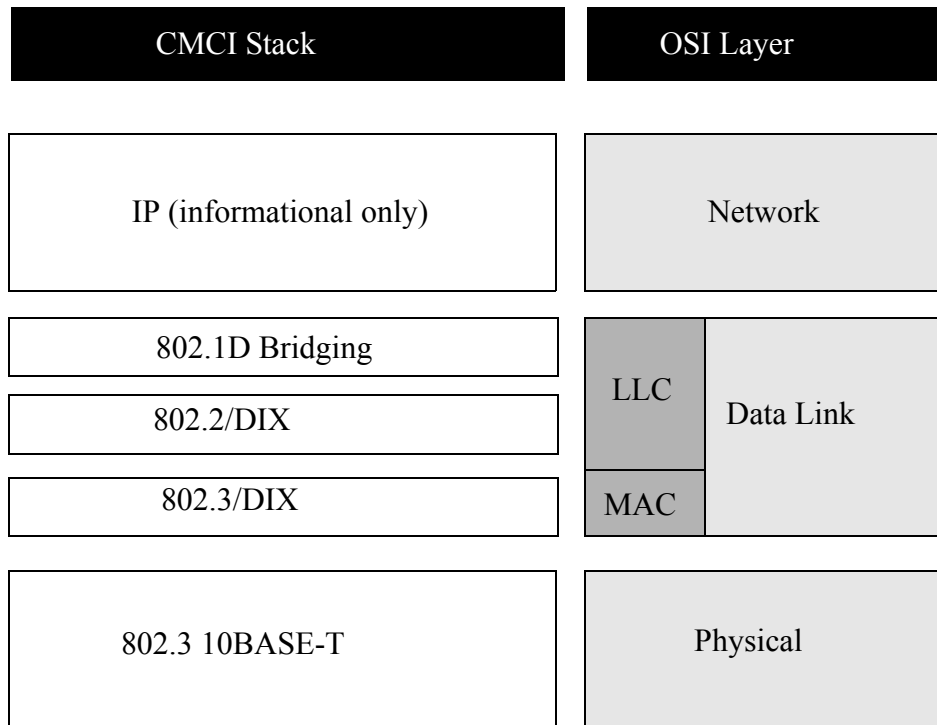 CMCI Stack
OSI Layer
IP (informational only)
Network
802.1D Bridging
802.2/DIX
LLC
Data Link
802.3/DIX
MAC
802.3 10BASE-T
Physical